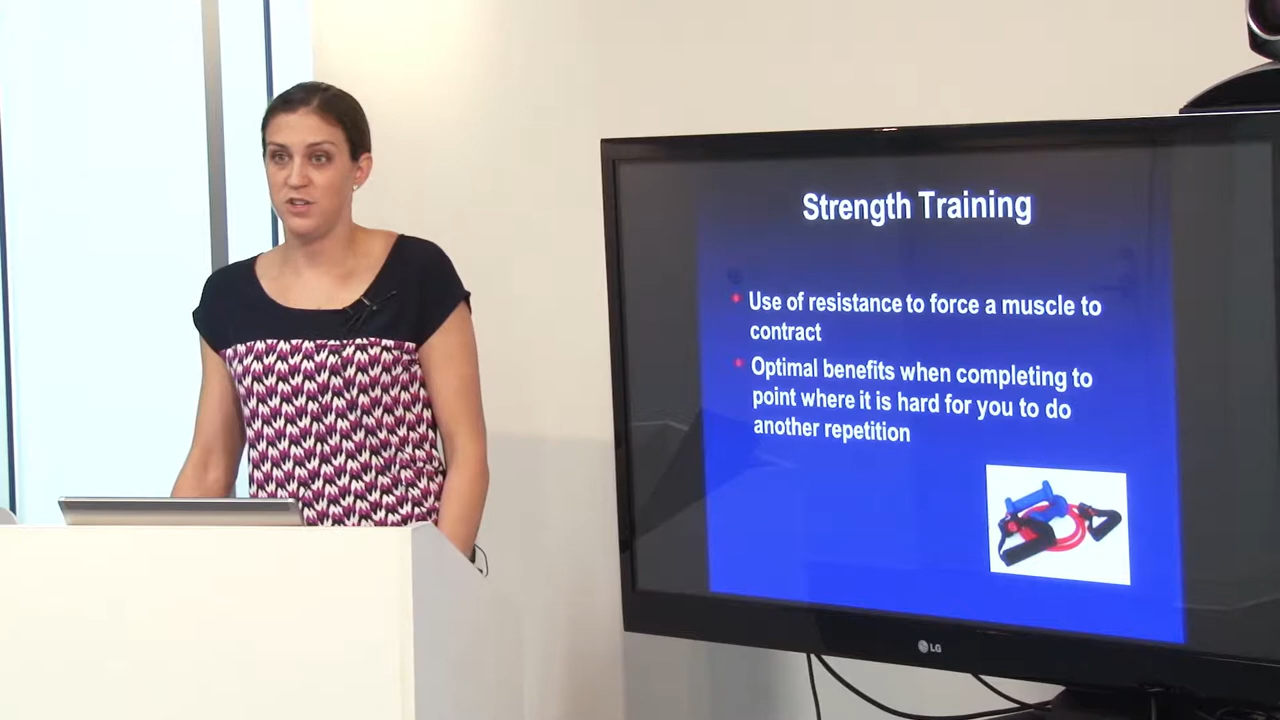 Strength Training
Use of resistance to force a muscle to
contract
Optimal benefits when completing to
point where it is hard for you to do
another repetition
LG